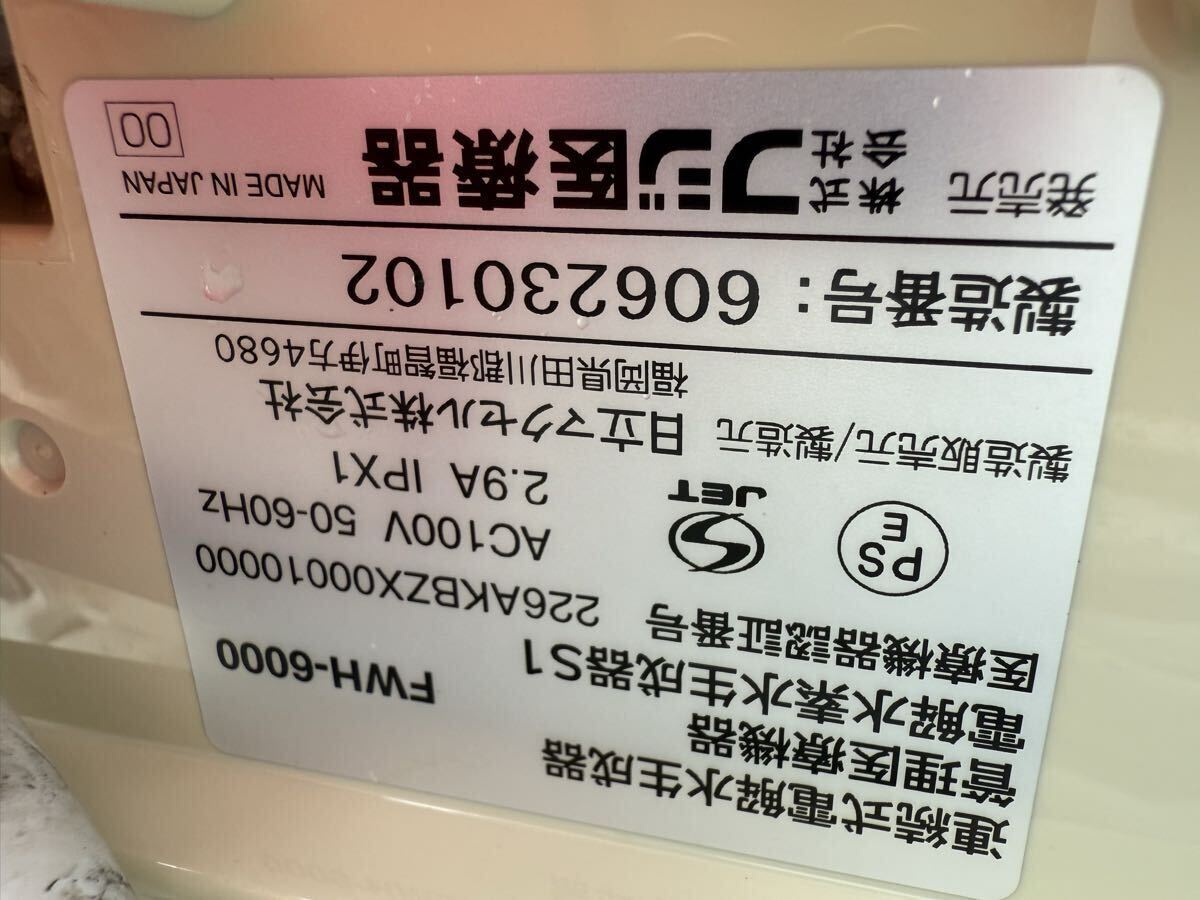 連続式電解水生成器
管理医療機器
電解水素水生成器S1 FWH-6000
医療機器認証番号 226AKBZX00010000
PS
E
JET
AC100V 50-60Hz
2.9A IPX1
製造販売元/製造元 日立マクセル株式会社
福岡県田川郡福智町伊方4680
製造番号：606230102
発売元 株式会社 フジ医療器 MADE IN JAPAN
00